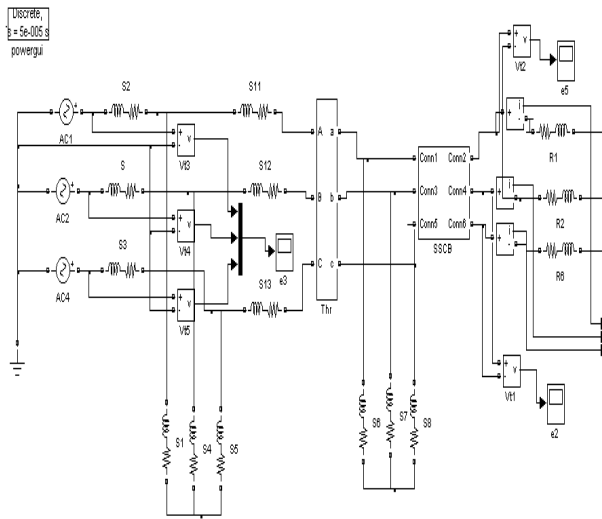 Discrete,
s = 5e-005 s
powergui
S2
S11
AC1
Vt3
S
S12
AC2
Vt4
S3
e3
S13
AC4
Vt5
S1
S4
S5
A a
B b
C c
Thr
Conn1 Conn2
Conn3 Conn4
Conn5 Conn6
SSCB
Vt2
e5
R1
R2
R6
Vt1
e2
S6
S7
S8
+
-
v
+
-
v
+
-
v
+
-
v
+
-
i
+
i
+
-
i
+
-
v